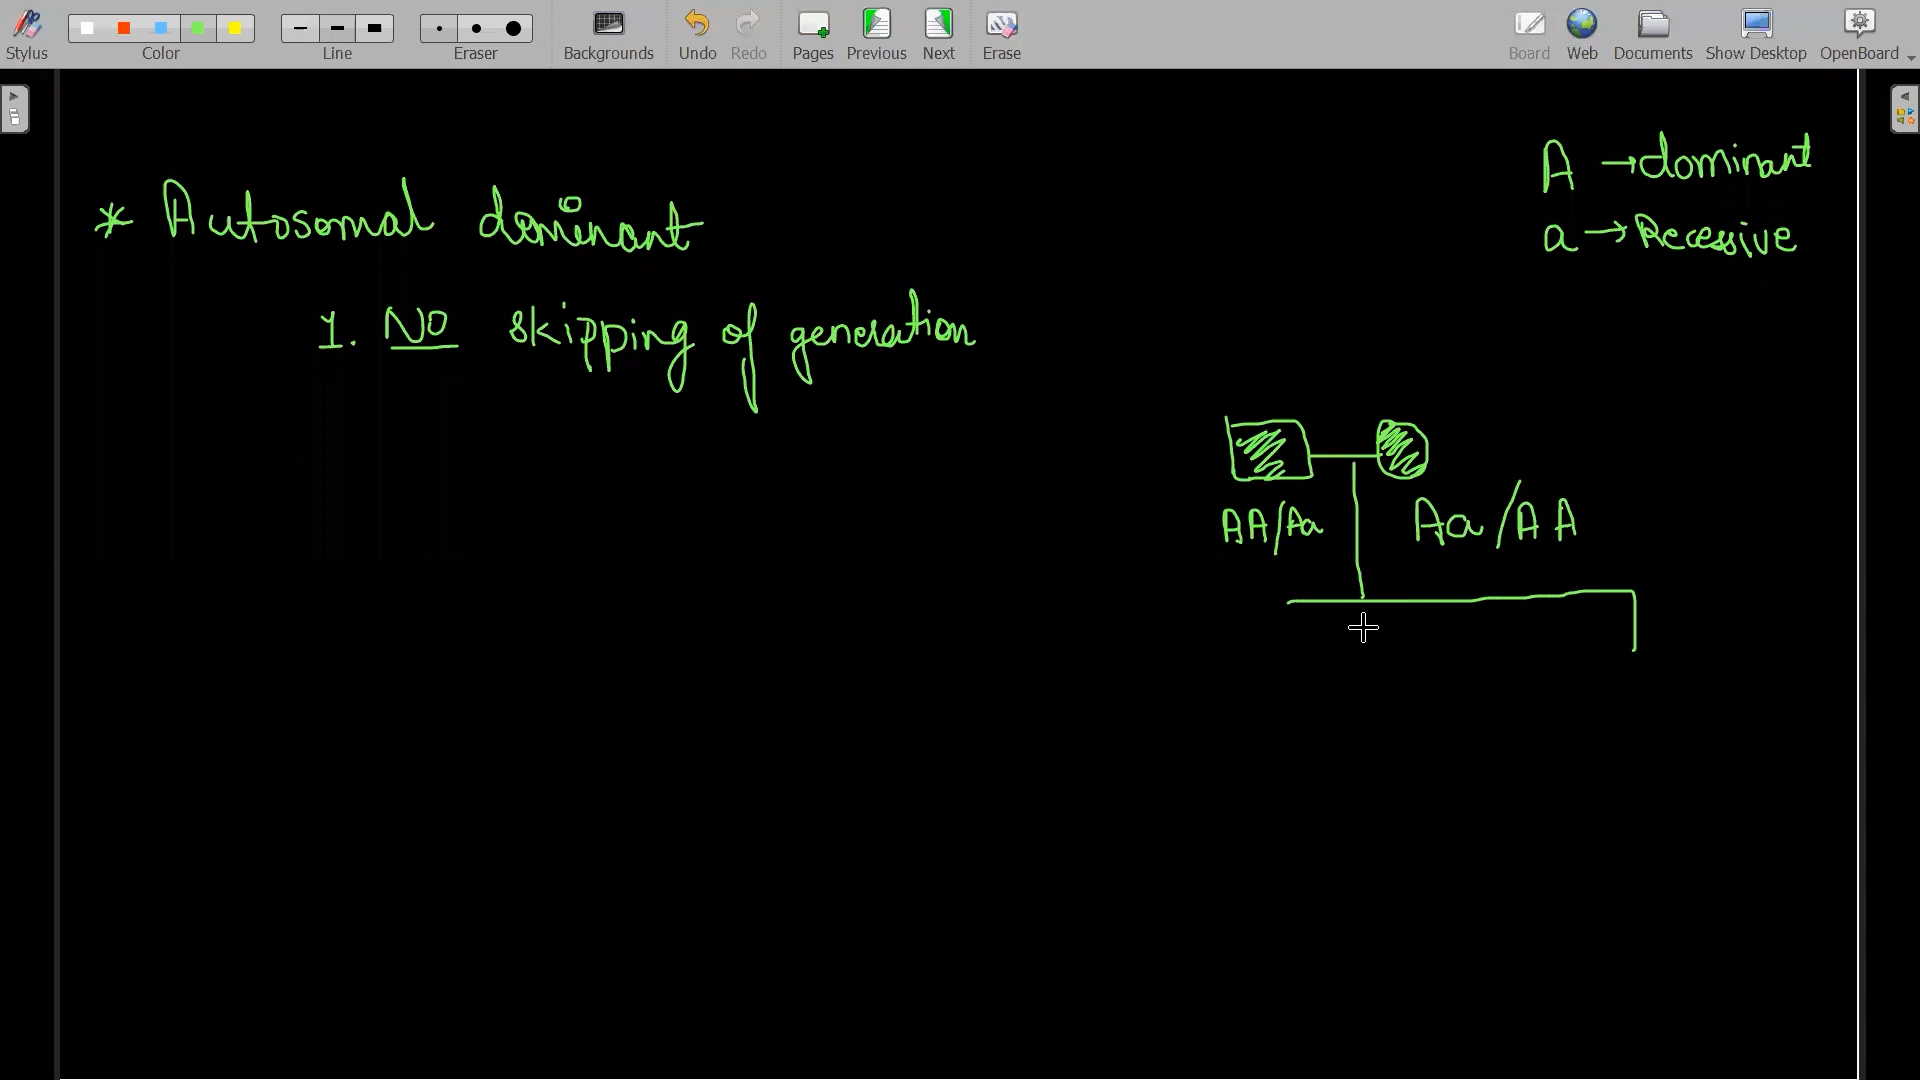 Stylus Color Line Eraser Backgrounds Undo Redo Pages Previous Next Erase Board Web Documents Show Desktop OpenBoard
A → dominant
a → Recessive
* Autosomal dominant
1. NO skipping of generation
AA/Aa Aa/AA